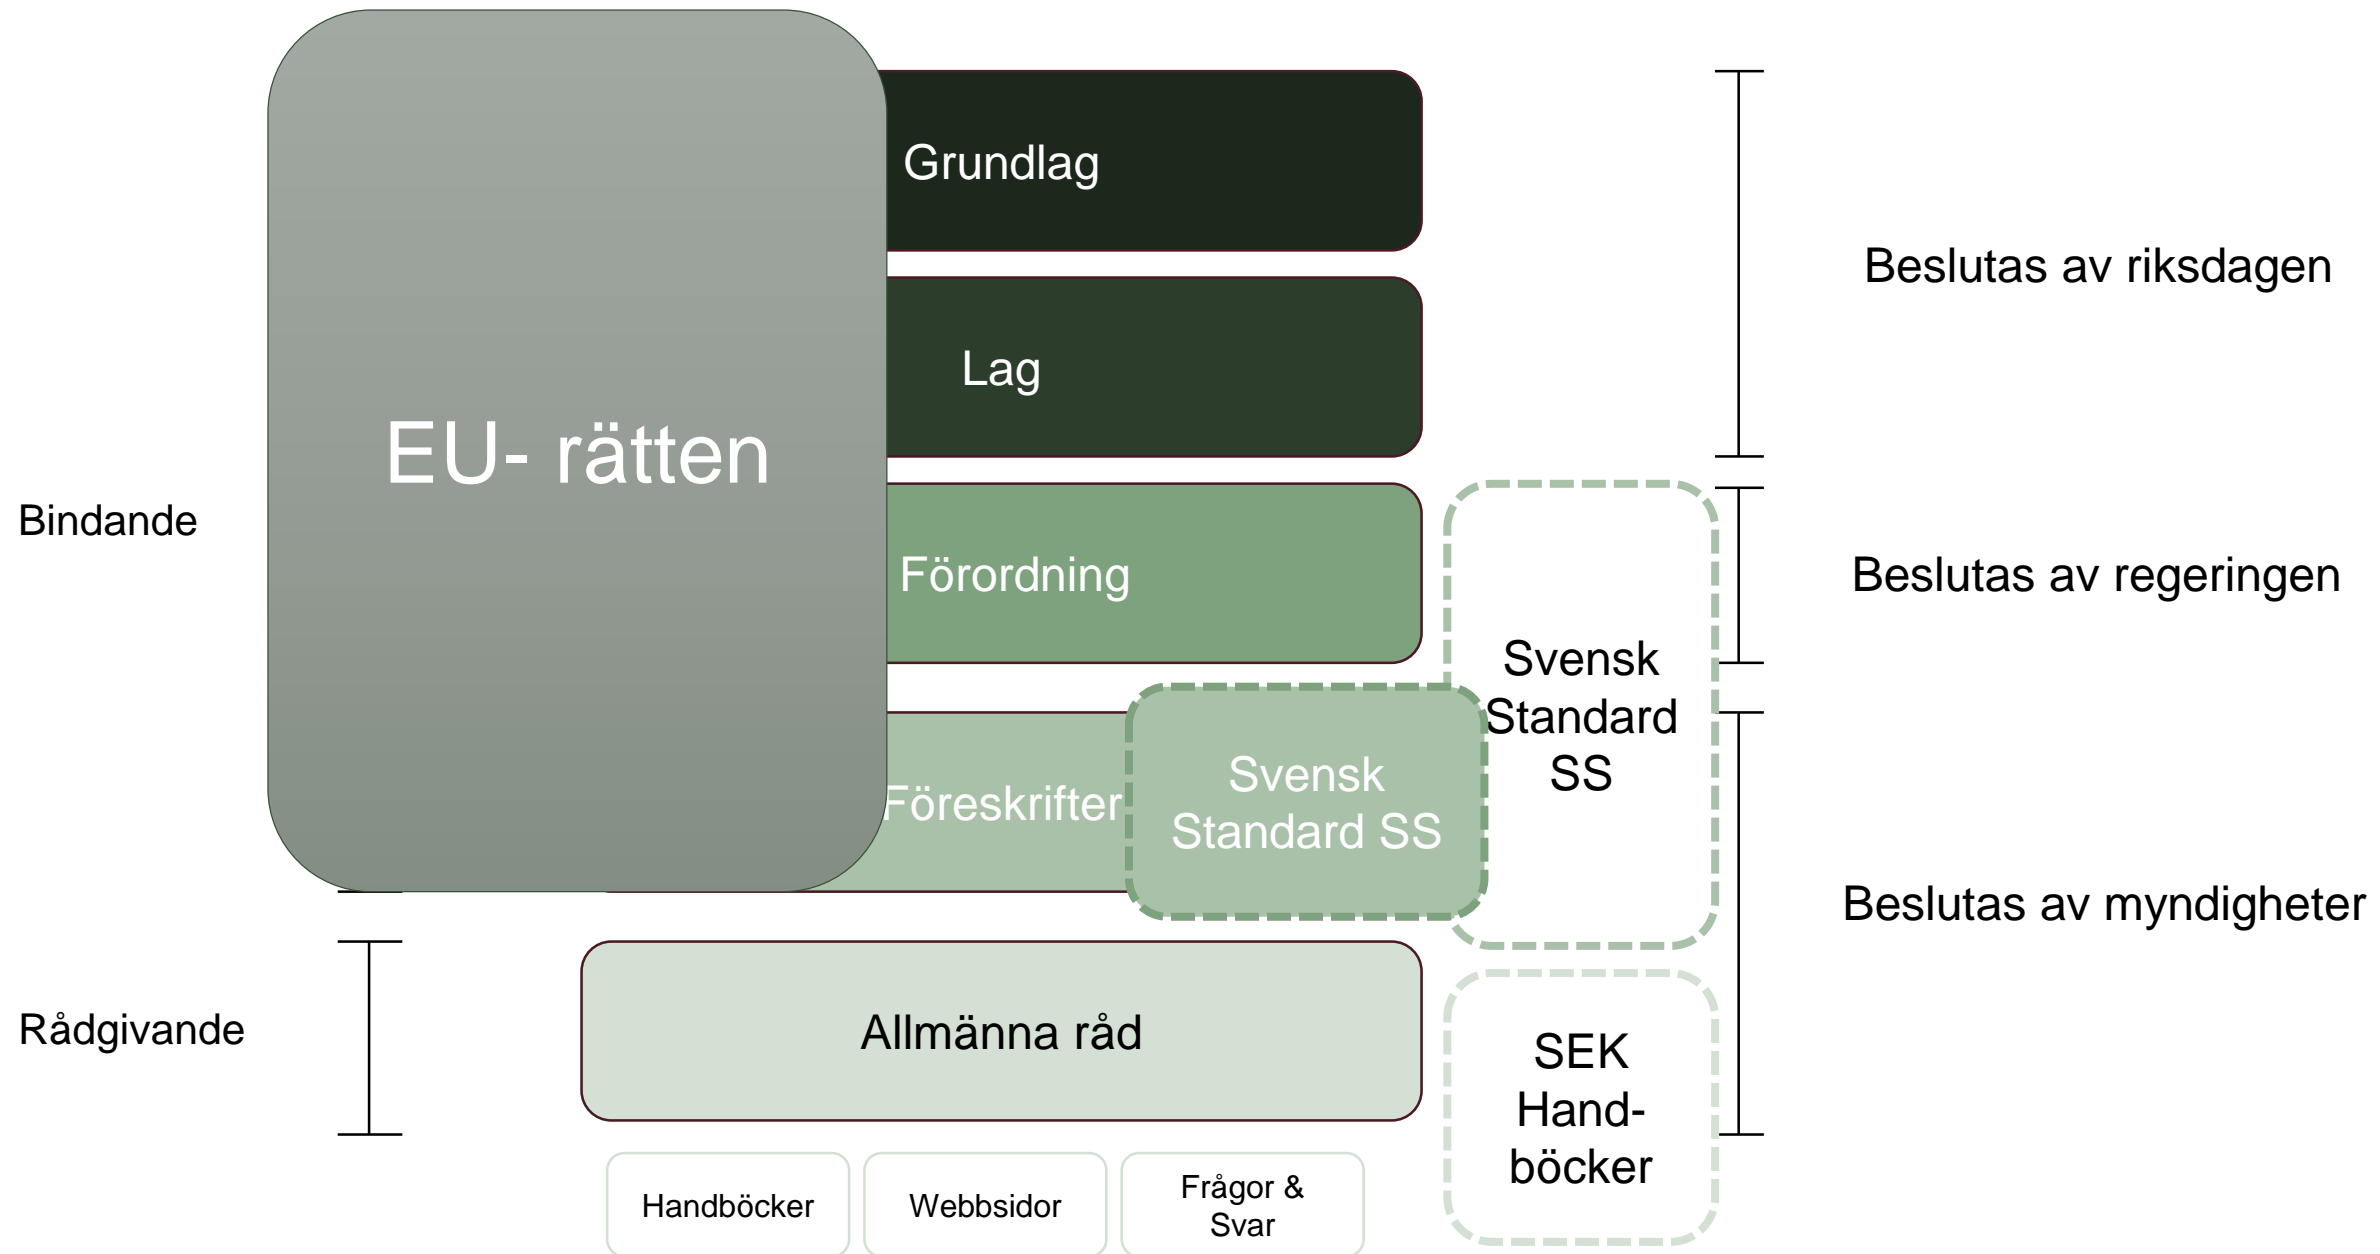 Grundlag
Beslutas av riksdagen
Lag
EU- rätten
Bindande
Förordning
Beslutas av regeringen
Svensk
Standard
SS
Föreskrifter
Svensk
Standard SS
Beslutas av myndigheter
Rådgivande
Allmänna råd
SEK
Hand-
böcker
Handböcker
Webbsidor
Frågor &
Svar